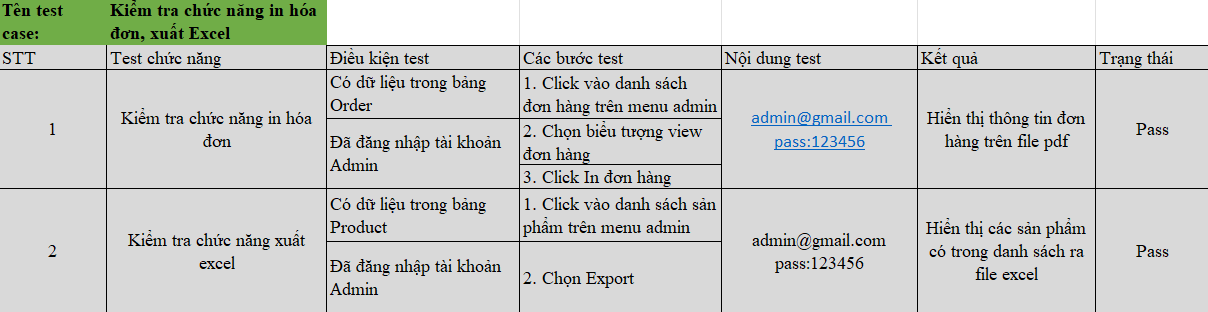 Tên test
case:
Kiểm tra chức năng in hóa
đơn, xuất Excel
STT
Test chức năng
Điều kiện test
Các bước test
Nội dung test
Kết quả
Trạng thái
1
Kiểm tra chức năng in hóa
đơn
Có dữ liệu trong bảng
Order
Đã đăng nhập tài khoản
Admin
1. Click vào danh sách
đơn hàng trên menu admin
2. Chọn biểu tượng view
đơn hàng
3. Click In đơn hàng
admin@gmail.com
pass:123456
Hiển thị thông tin đơn
hàng trên file pdf
Pass
2
Kiểm tra chức năng xuất
excel
Có dữ liệu trong bảng
Product
Đã đăng nhập tài khoản
Admin
1. Click vào danh sách sản
phẩm trên menu admin
2. Chọn Export
admin@gmail.com
pass:123456
Hiển thị các sản phẩm
có trong danh sách ra
file excel
Pass